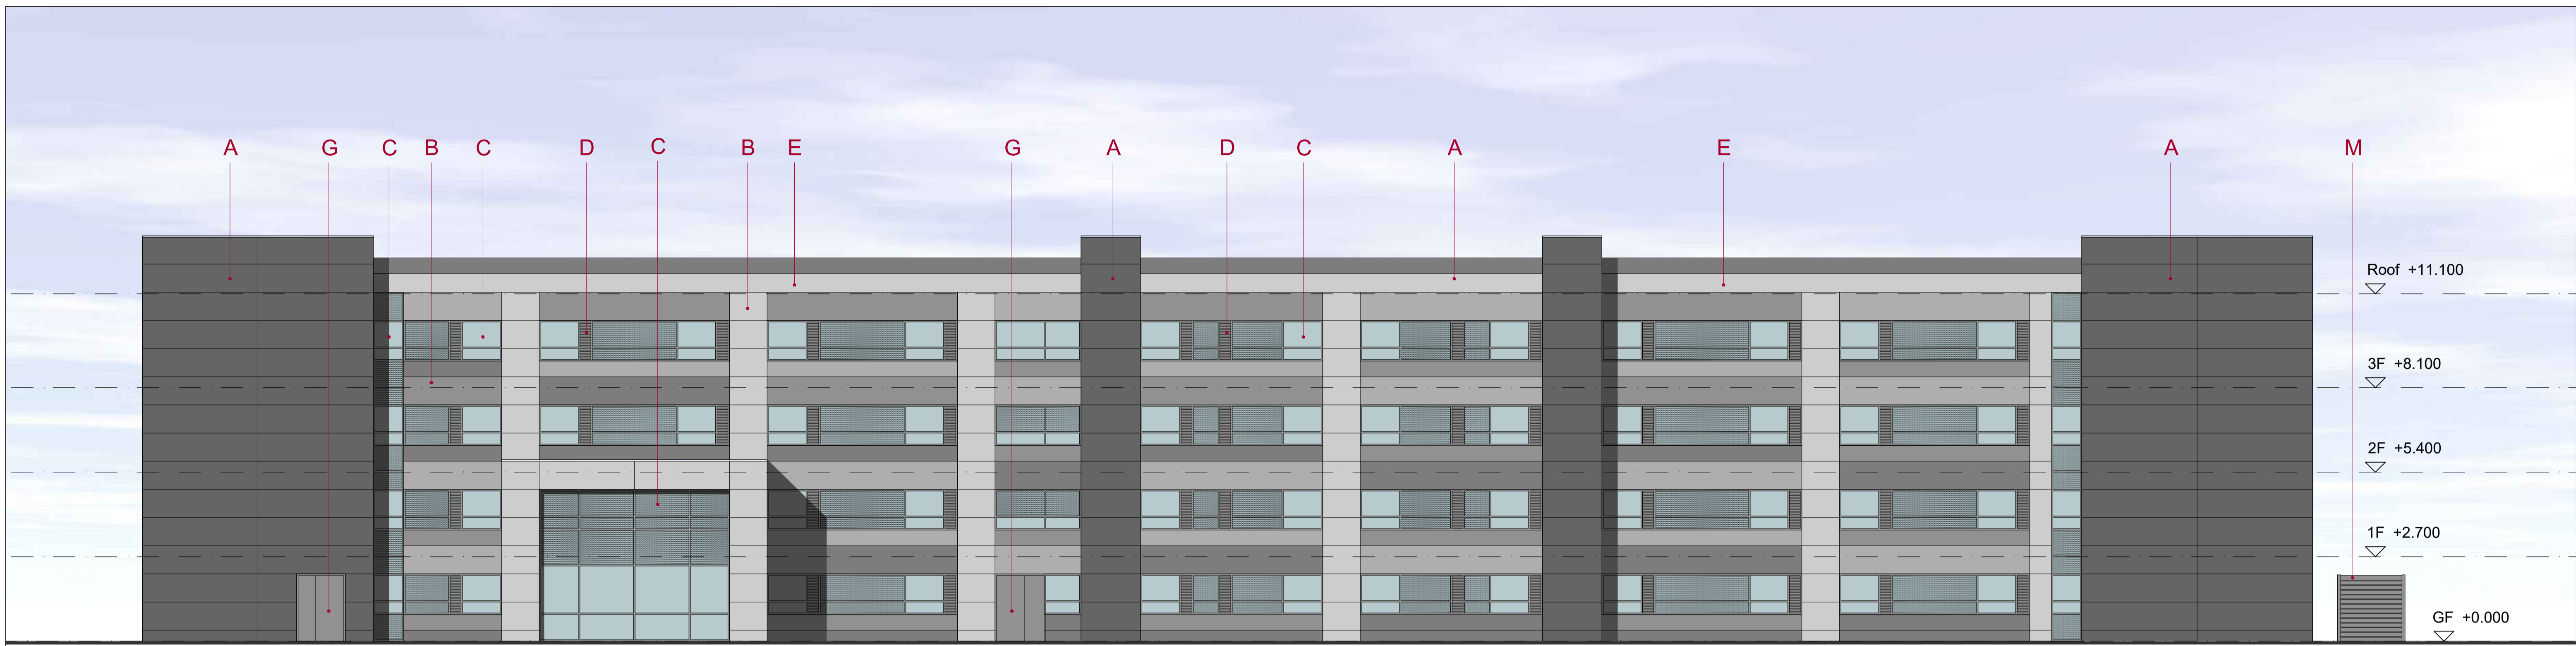 A G C B C D C B E G A D C A E A M
Roof +11.100
3F +8.100
2F +5.400
1F +2.700
GF +0.000